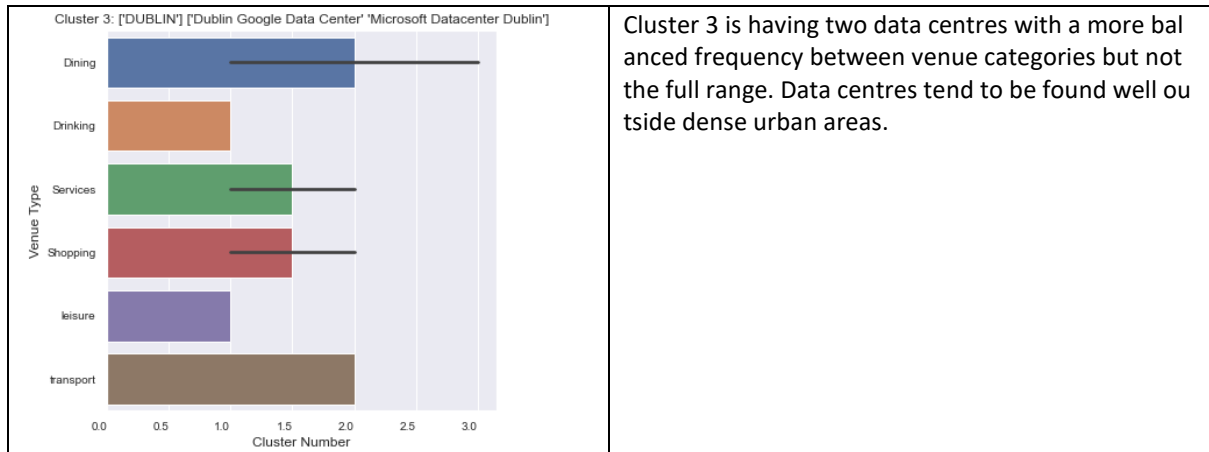 Cluster 3: ['DUBLIN'] ['Dublin Google Data Center' 'Microsoft Datacenter Dublin']
Dining
Drinking
Services
Shopping
leisure
transport
Venue Type
0.0 0.5 1.0 1.5 2.0 2.5 3.0
Cluster Number
Cluster 3 is having two data centres with a more bal
anced frequency between venue categories but not
the full range. Data centres tend to be found well ou
tside dense urban areas.